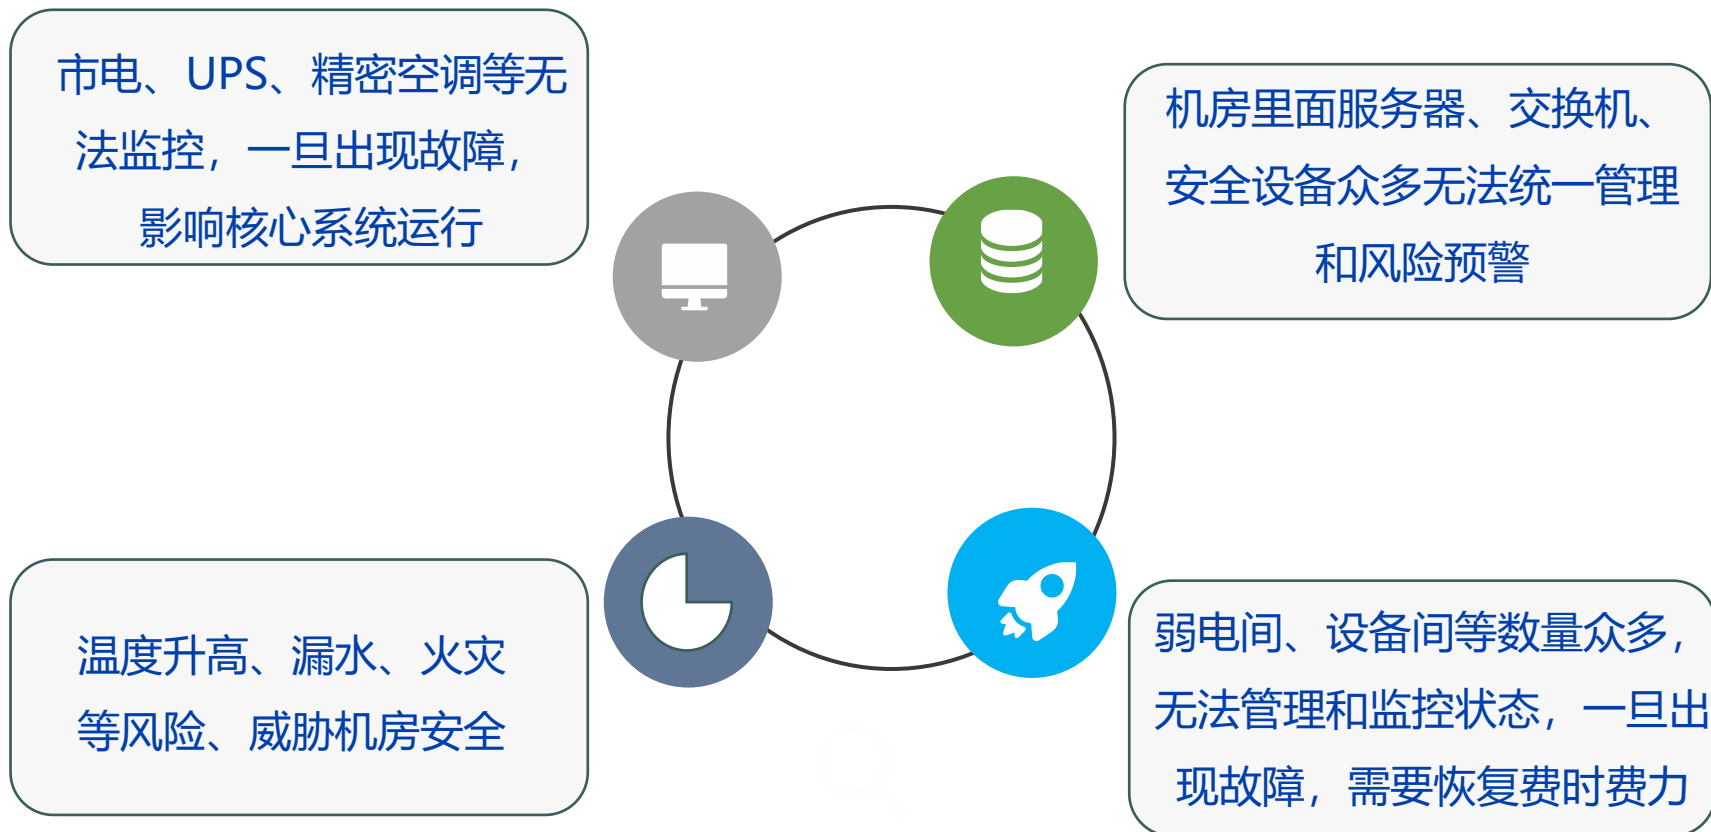 市电、UPS、精密空调等无
法监控，一旦出现故障，
影响核心系统运行
机房里面服务器、交换机、
安全设备众多无法统一管理
和风险预警
温度升高、漏水、火灾
等风险、威胁机房安全
弱电间、设备间等数量众多，
无法管理和监控状态，一旦出
现故障，需要恢复费时费力